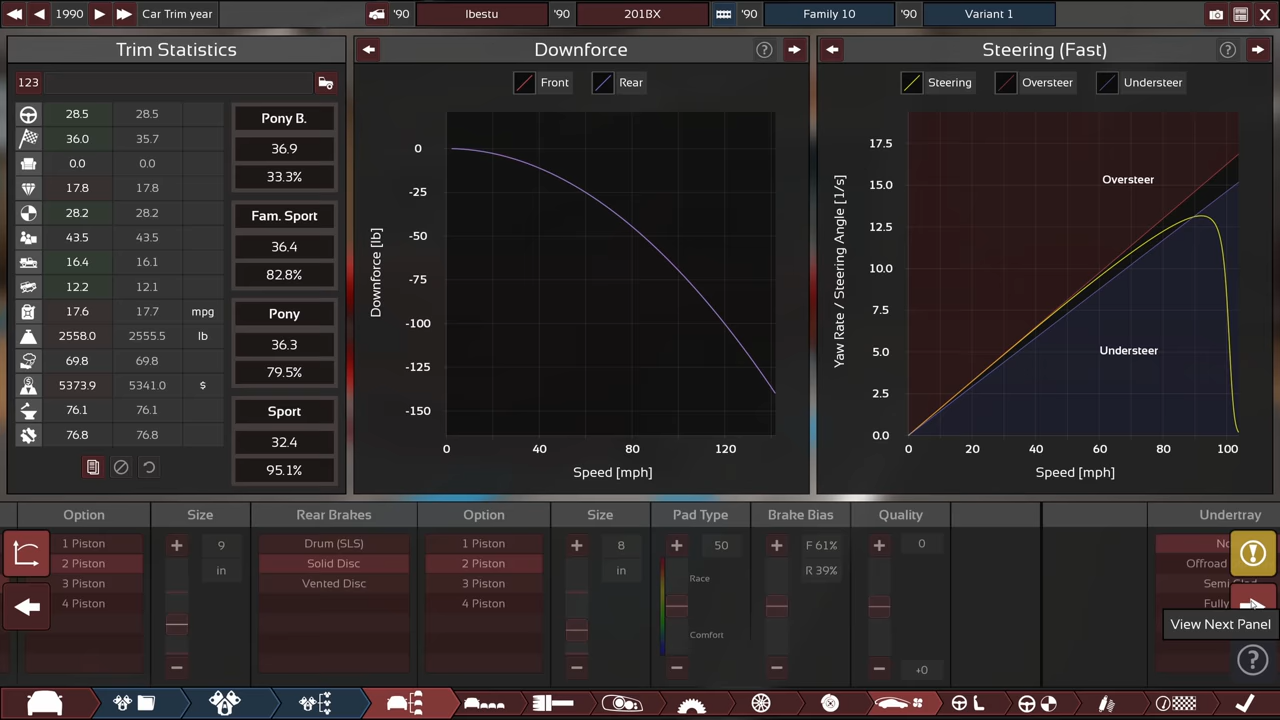 1990 Car Trim year '90 Ibestu '90 201BX '90 Family 10 '90 Variant 1
Trim Statistics
123
28.5 28.5
36.0 35.7
0.0 0.0
17.8 17.8
28.2 28.2
43.5 43.5
16.4 16.1
12.2 12.1
17.6 17.7 mpg
2558.0 2555.5 lb
69.8 69.8
5373.9 5341.0 $
76.1 76.1
76.8 76.8
Pony B.
36.9
33.3%
Fam. Sport
36.4
82.8%
Pony
36.3
79.5%
Sport
32.4
95.1%
Downforce ?
Front Rear
Downforce [lb]
0
-25
-50
-75
-100
-125
-150
0 40 80 120
Speed [mph]
Steering (Fast) ?
Steering Oversteer Understeer
Yaw Rate / Steering Angle [1/s]
17.5
15.0
12.5
10.0
7.5
5.0
2.5
0.0
Oversteer
Understeer
0 20 40 60 80 100
Speed [mph]
Option
1 Piston
2 Piston
3 Piston
4 Piston
Size
9
in
Rear Brakes
Drum (SLS)
Solid Disc
Vented Disc
Option
1 Piston
2 Piston
3 Piston
4 Piston
Size
8
in
Pad Type
50
Race
Comfort
Brake Bias
F 61%
R 39%
Quality
0
+0
Undertray
Offroad
Fully
View Next Panel
?